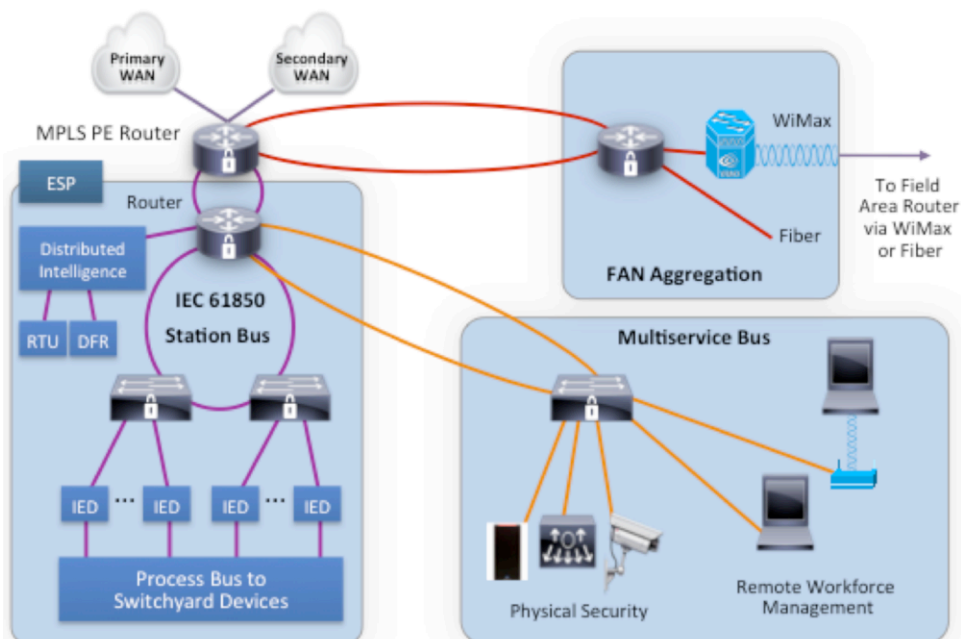 Primary
WAN
Secondary
WAN
MPLS PE Router
WiMax
ESP
Router
To Field
Area Router
via WiMax
or Fiber
Fiber
Distributed
Intelligence
FAN Aggregation
IEC 61850
Station Bus
RTU
DFR
Multiservice Bus
IED
...
IED
IED
...
IED
Process Bus to
Switchyard Devices
Physical Security
Remote Workforce
Management